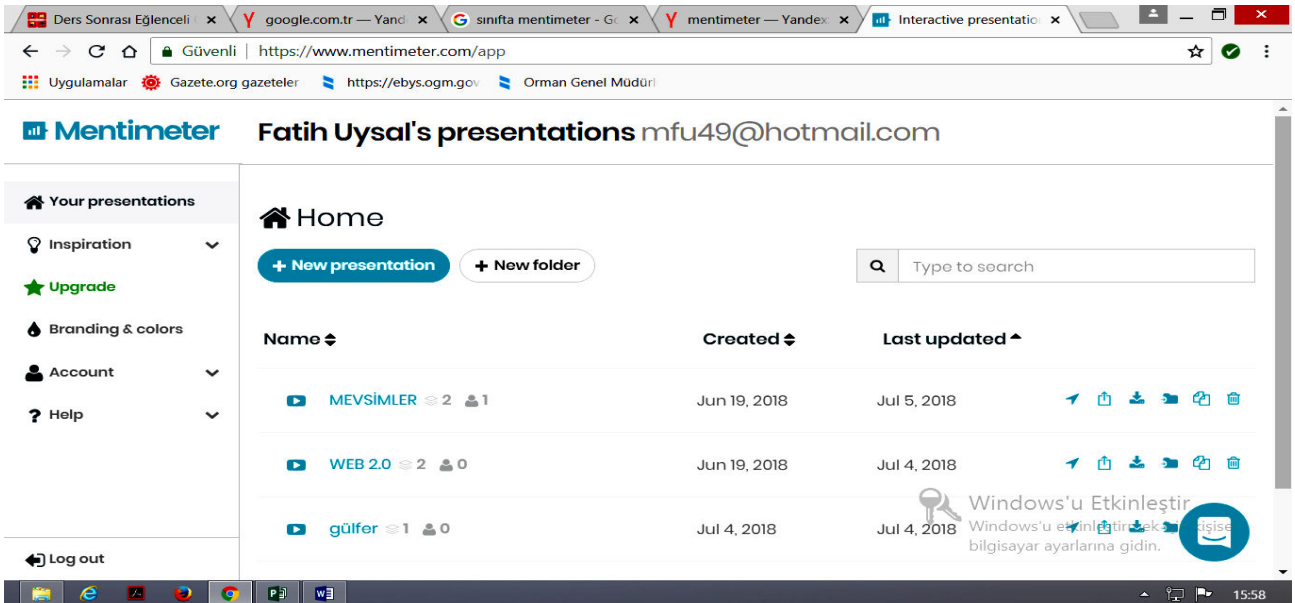 Ders Sonrası Eğlenceli
google.com.tr — Yand
sınıfta mentimeter - Go
mentimeter — Yandex
Interactive presentatio
Güvenli
https://www.mentimeter.com/app
Uygulamalar
Gazete.org gazeteler
https://ebys.ogm.gov
Orman Genel Müdürl
Mentimeter
Fatih Uysal's presentations mfu49@hotmail.com
Your presentations
Inspiration
Upgrade
Branding & colors
Account
? Help
Log out
Home
+ New presentation
+ New folder
Type to search
Name Created Last updated
MEVSİMLER 2 1 Jun 19, 2018 Jul 5, 2018
WEB 2.0 2 0 Jun 19, 2018 Jul 4, 2018
gülfer 1 0 Jul 4, 2018 Jul 4, 2018
Windows'u Etkinleştir
Windows'u etkinleştirmek
bilgisayar ayarlarına gidin.
15:58